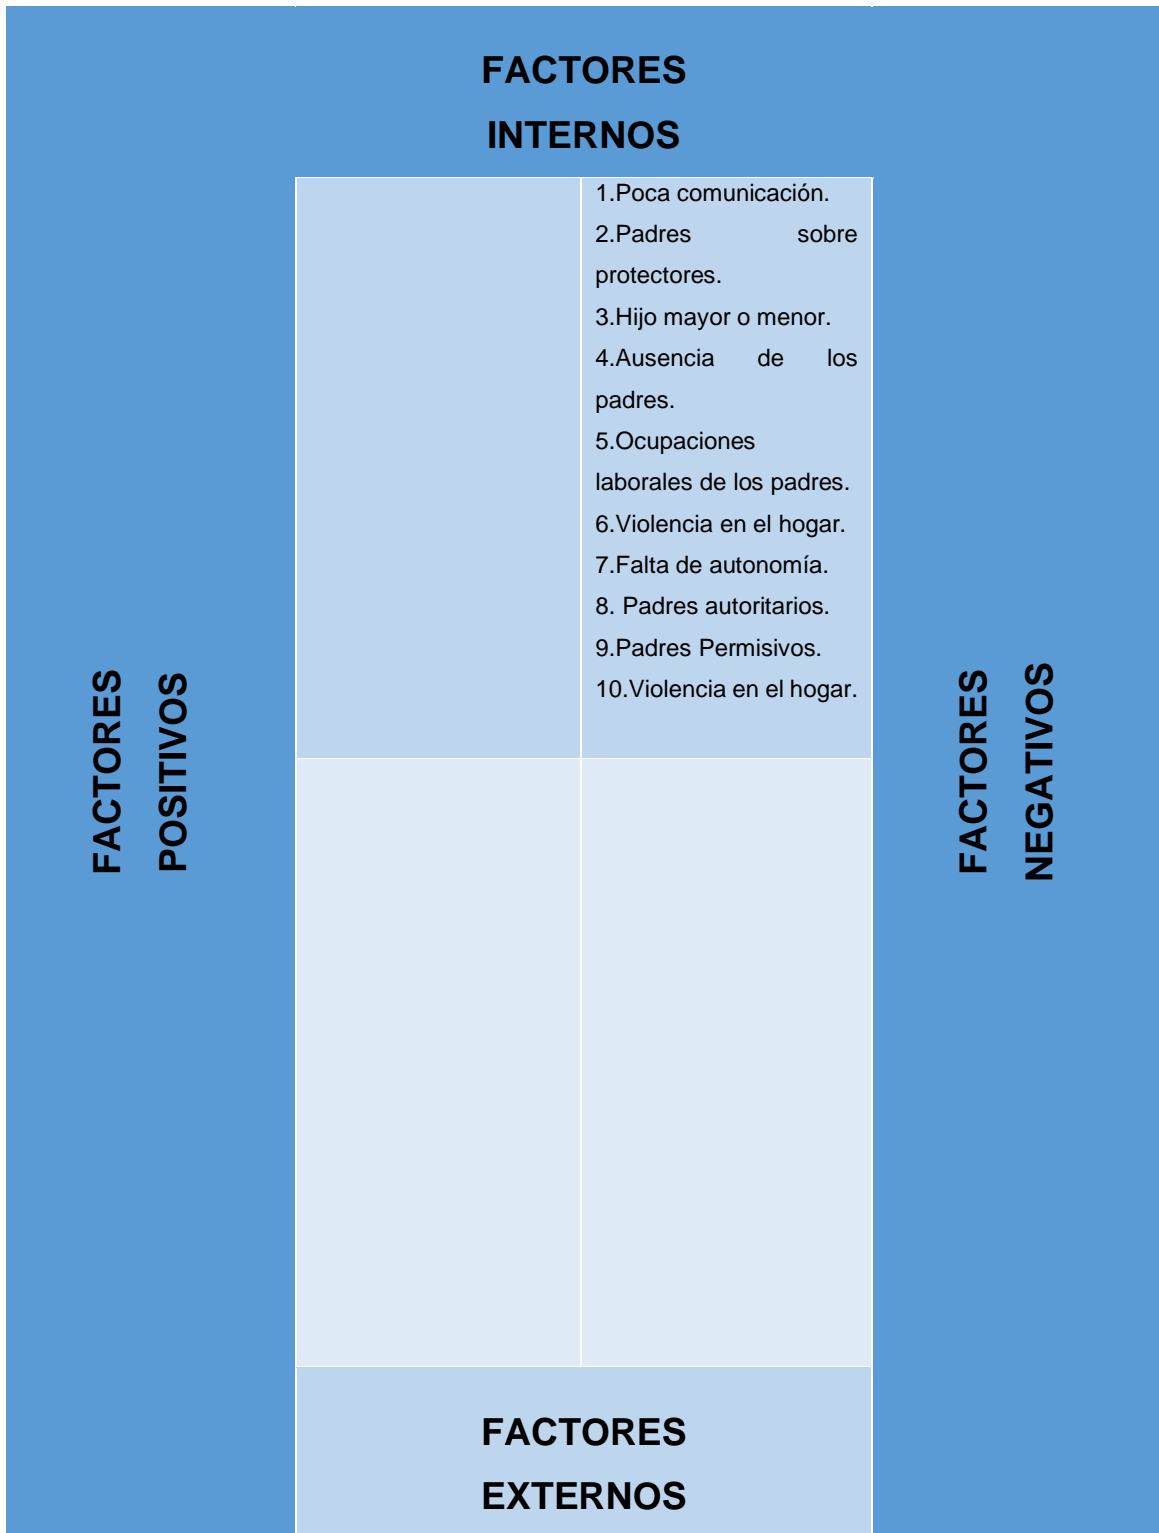 FACTORES
INTERNOS
1.Poca comunicación.
2.Padres sobre
protectores.
3.Hijo mayor o menor.
4.Ausencia de los
padres.
5.Ocupaciones
laborales de los padres.
6.Violencia en el hogar.
7.Falta de autonomía.
8. Padres autoritarios.
9.Padres Permisivos.
10.Violencia en el hogar.
FACTORES
POSITIVOS
FACTORES
NEGATIVOS
FACTORES
EXTERNOS